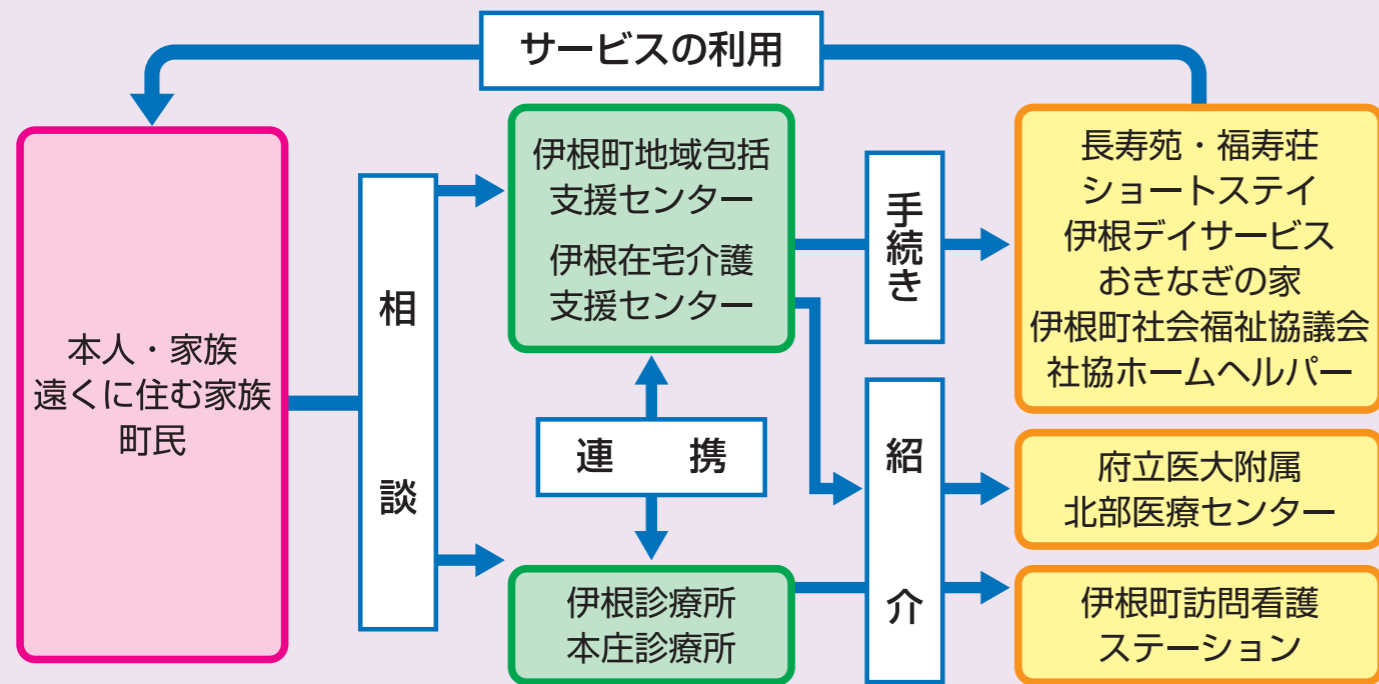 サービスの利用
本人・家族
遠くに住む家族
町民
相談
伊根町地域包括
支援センター
伊根在宅介護
支援センター
連携
伊根診療所
本庄診療所
手続き
紹介
長寿苑・福寿荘
ショートステイ
伊根デイサービス
おきなぎの家
伊根町社会福祉協議会
社協ホームヘルパー
府立医大附属
北部医療センター
伊根町訪問看護
ステーション